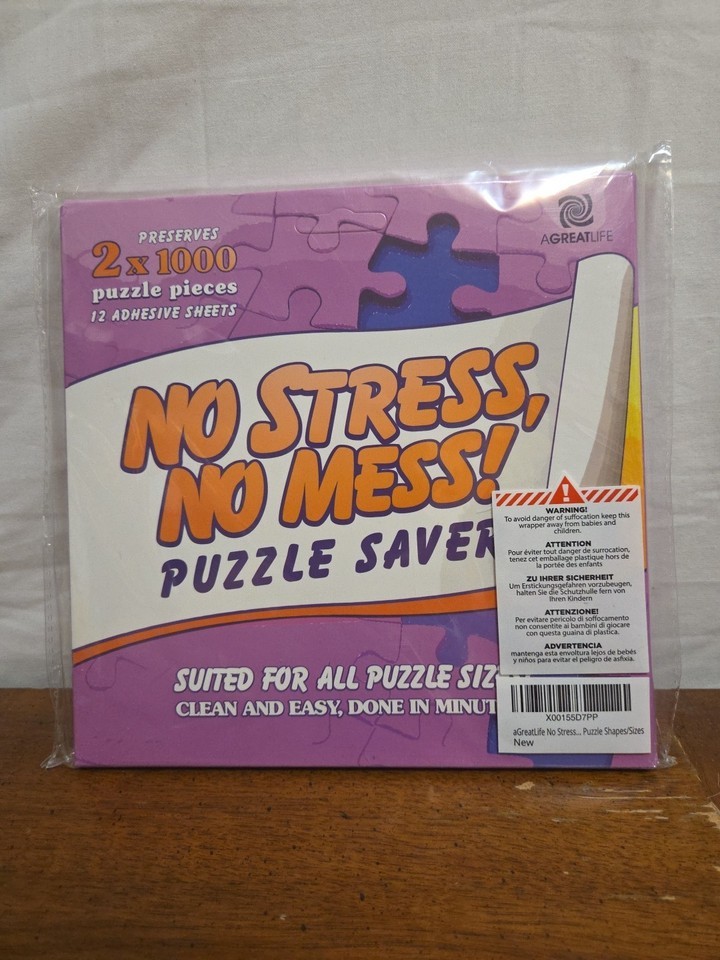 PRESERVES
2 x 1000
puzzle pieces
12 ADHESIVE SHEETS
AGREATLIFE
NO STRESS,
NO MESS!
PUZZLE SAVER
SUITED FOR ALL PUZZLE SIZ
CLEAN AND EASY, DONE IN MINUT
!
WARNING!
To avoid danger of suffocation keep this
wrapper away from babies and
children.
ATTENTION
Pour éviter tout danger de surrocation,
tenez cet emballage plastique hors de
la portée des enfants
ZU IHRER SICHERHEIT
Um Erstickungsgefahren vorzubeugen,
halten Sie die Schutzhulle fern von
Ihren Kindern
ATTENZIONE!
Per evitare pericolo di soffocamento
non consentite ai bambini di giocare
con questa guaina di plastica.
ADVERTENCIA
mantenga esta envoltura lejos de bebés
y niños para evitar el peligro de asfixia.
X00155D7PP
aGreatLife No Stress... Puzzle Shapes/Sizes
New